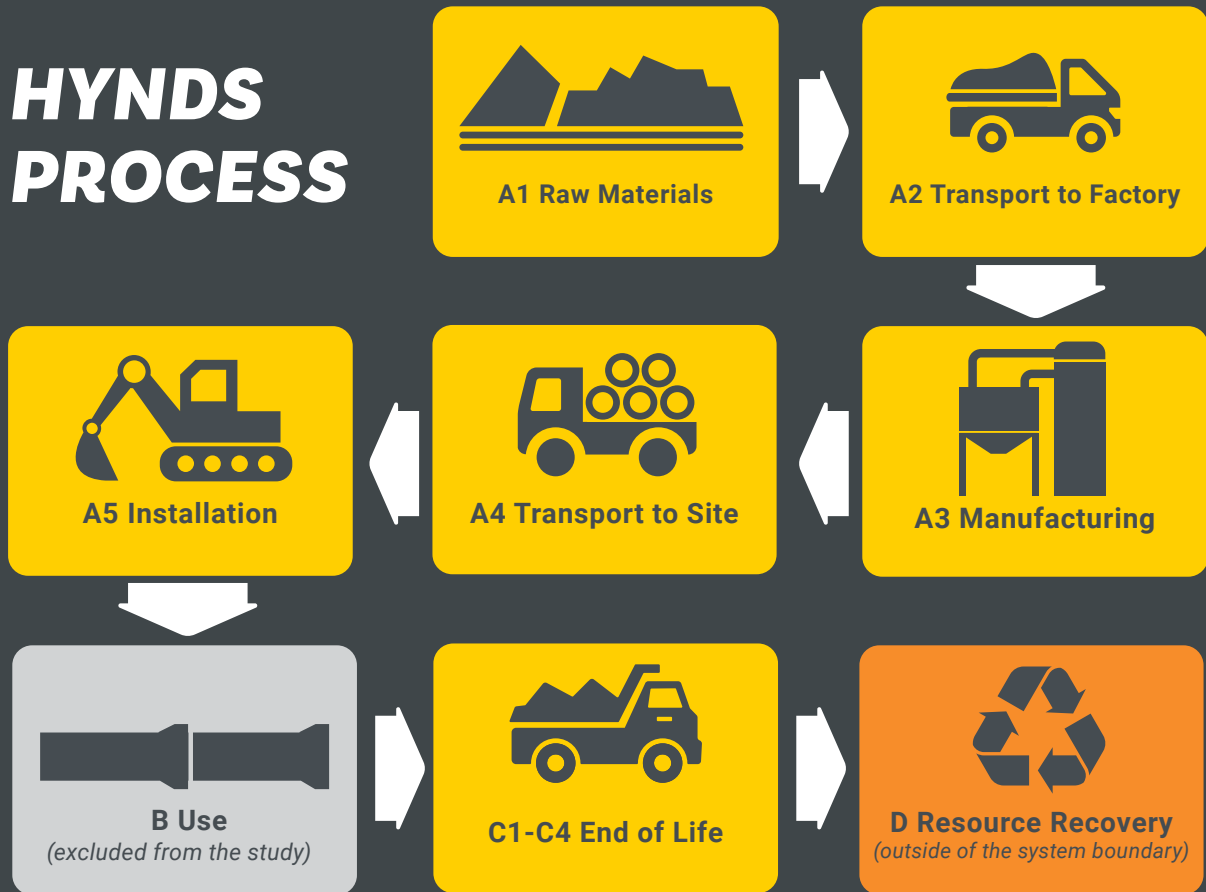 HYNDS
PROCESS
A1 Raw Materials
A2 Transport to Factory
A3 Manufacturing
A4 Transport to Site
A5 Installation
B Use
(excluded from the study)
C1-C4 End of Life
D Resource Recovery
(outside of the system boundary)